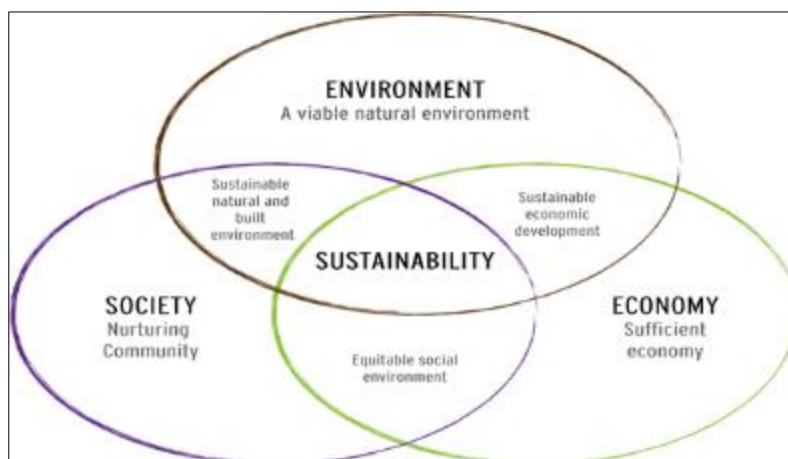 ENVIRONMENT
A viable natural environment
Sustainable
natural and
built
environment
Sustainable
economic
development
SUSTAINABILITY
SOCIETY
Nurturing
Community
ECONOMY
Sufficient
economy
Equitable social
environment